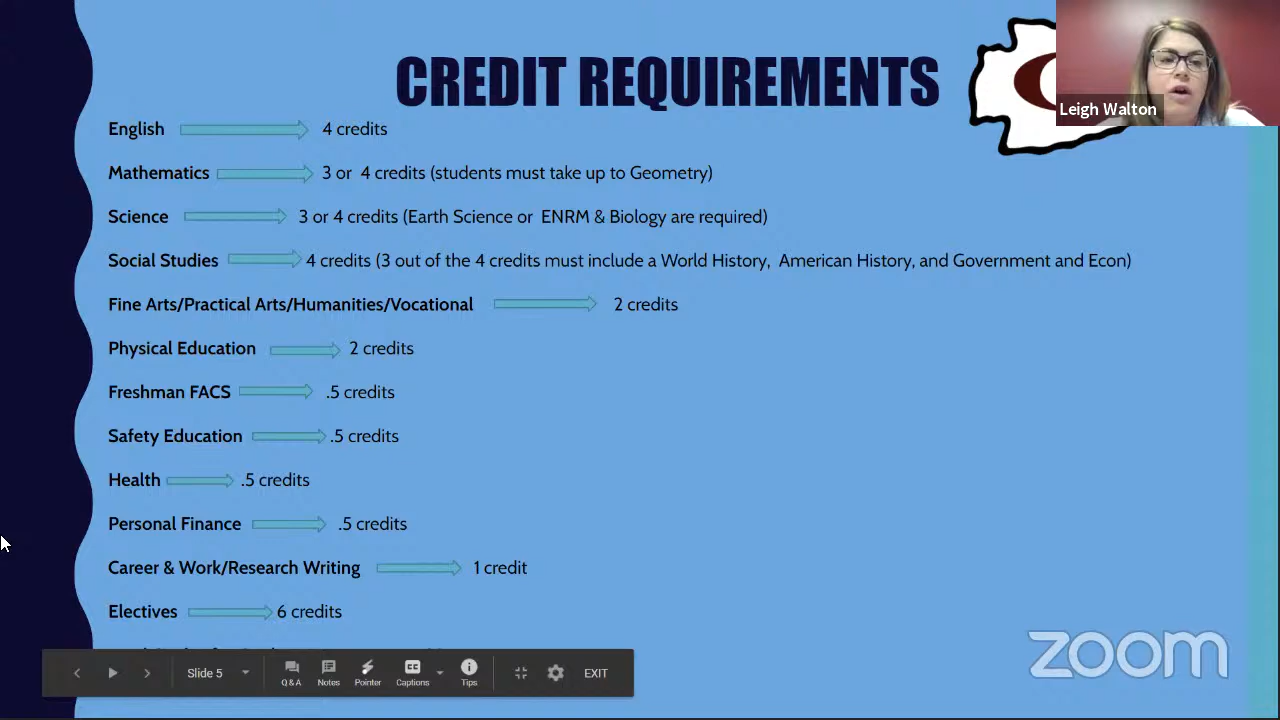 CREDIT REQUIREMENTS
Leigh Walton
English 4 credits
Mathematics 3 or 4 credits (students must take up to Geometry)
Science 3 or 4 credits (Earth Science or ENRM & Biology are required)
Social Studies 4 credits (3 out of the 4 credits must include a World History, American History, and Government and Econ)
Fine Arts/Practical Arts/Humanities/Vocational 2 credits
Physical Education 2 credits
Freshman FACS .5 credits
Safety Education .5 credits
Health .5 credits
Personal Finance .5 credits
Career & Work/Research Writing 1 credit
Electives 6 credits
Slide 5 Q & A Notes Pointer Captions CC Tips EXIT
zoom